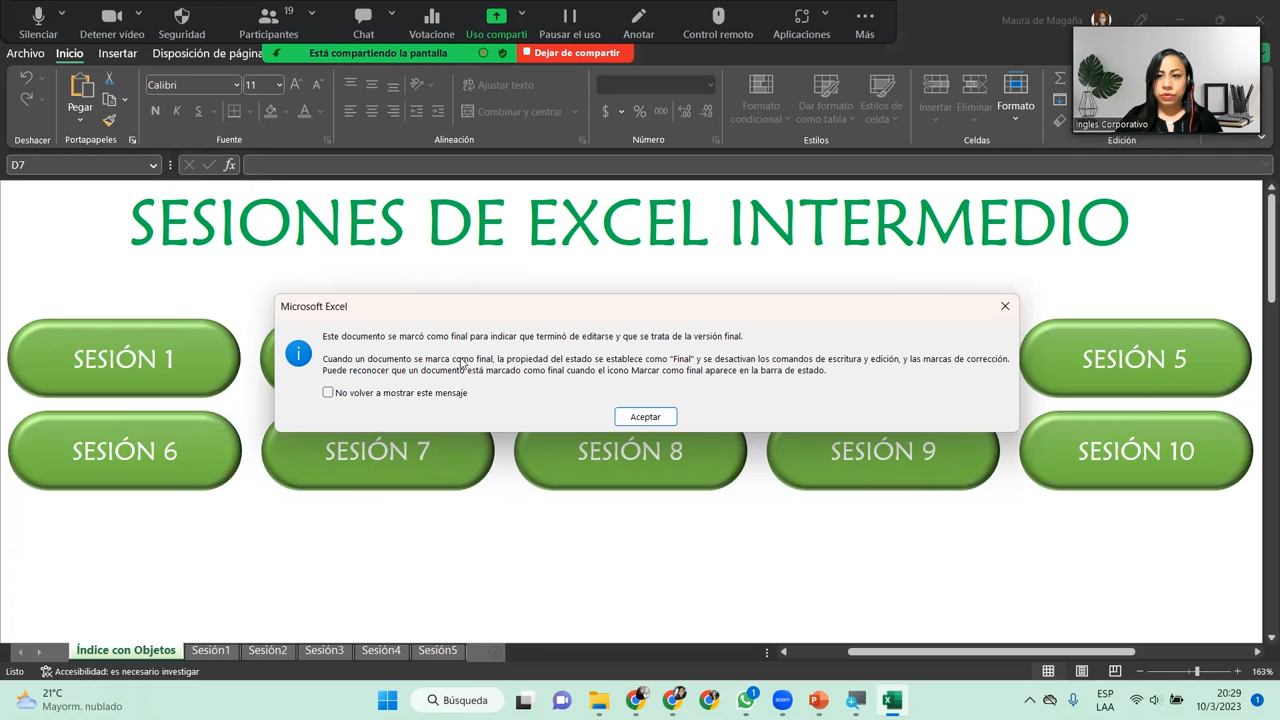 Silenciar
Detener video
Seguridad
19
Participantes
Chat
Votacione
Uso comparti
Pausar el uso
Anotar
Control remoto
Aplicaciones
Más
Maura de Magaña
Archivo
Inicio
Insertar
Disposición de página
Está compartiendo la pantalla
Dejar de compartir
Ingles Corporativo
Pegar
Calibri
11
N K S
Ajustar texto
Combinar y centrar
$ % 000
Formato condicional
Dar formato como tabla
Estilos de celda
Insertar
Eliminar
Formato
Deshacer
Portapapeles
Fuente
Alineación
Número
Estilos
Celdas
Edición
D7
fx
SESIONES DE EXCEL INTERMEDIO
Microsoft Excel
Este documento se marcó como final para indicar que terminó de editarse y que se trata de la versión final.
Cuando un documento se marca como final, la propiedad del estado se establece como "Final" y se desactivan los comandos de escritura y edición, y las marcas de corrección.
Puede reconocer que un documento está marcado como final cuando el icono Marcar como final aparece en la barra de estado.
No volver a mostrar este mensaje
Aceptar
SESIÓN 1
SESIÓN 5
SESIÓN 6
SESIÓN 7
SESIÓN 8
SESIÓN 9
SESIÓN 10
Índice con Objetos
Sesión1
Sesión2
Sesión3
Sesión4
Sesión5
Listo
Accesibilidad: es necesario investigar
163%
21°C
Mayorm. nublado
Búsqueda
1
zoom
ESP
LAA
20:29
10/3/2023
1